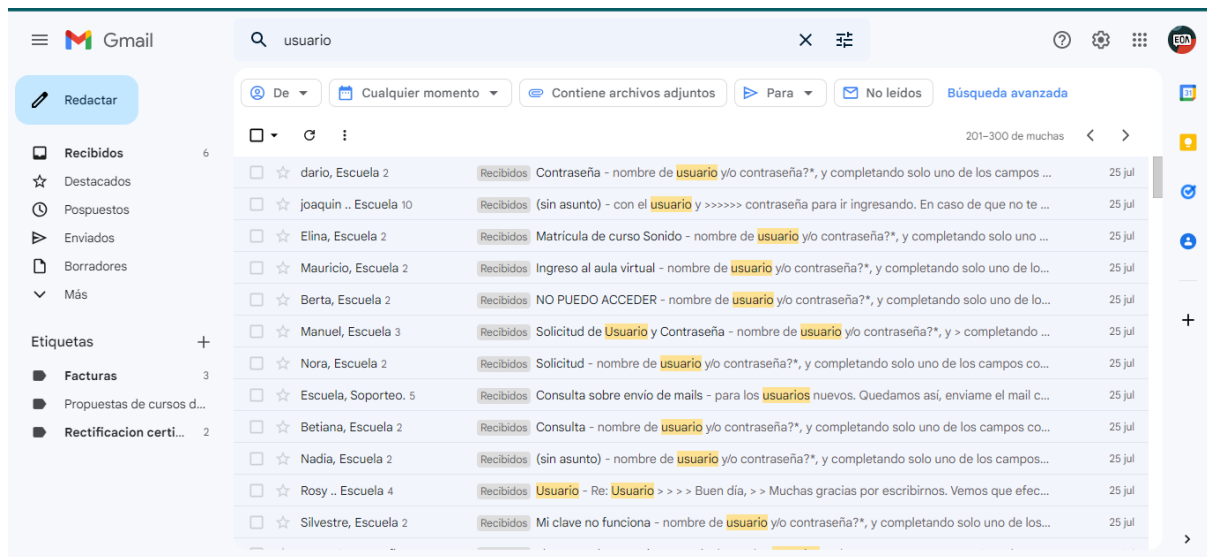 Gmail
usuario
EOA
Redactar
De
Cualquier momento
Contiene archivos adjuntos
Para
No leídos
Búsqueda avanzada
31
201–300 de muchas
Recibidos 6
Destacados
Pospuestos
Enviados
Borradores
Más
Etiquetas
Facturas 3
Propuestas de cursos d...
Rectificacion certi... 2
dario, Escuela 2 Recibidos Contraseña - nombre de usuario y/o contraseña?*, y completando solo uno de los campos ... 25 jul
joaquin .. Escuela 10 Recibidos (sin asunto) - con el usuario y >>>>>> contraseña para ir ingresando. En caso de que no te ... 25 jul
Elina, Escuela 2 Recibidos Matrícula de curso Sonido - nombre de usuario y/o contraseña?*, y completando solo uno ... 25 jul
Mauricio, Escuela 2 Recibidos Ingreso al aula virtual - nombre de usuario y/o contraseña?*, y completando solo uno de lo... 25 jul
Berta, Escuela 2 Recibidos NO PUEDO ACCEDER - nombre de usuario y/o contraseña?*, y completando solo uno de lo... 25 jul
Manuel, Escuela 3 Recibidos Solicitud de Usuario y Contraseña - nombre de usuario y/o contraseña?*, y > completando ... 25 jul
Nora, Escuela 2 Recibidos Solicitud - nombre de usuario y/o contraseña?*, y completando solo uno de los campos co... 25 jul
Escuela, Soporteo. 5 Recibidos Consulta sobre envío de mails - para los usuarios nuevos. Quedamos así, enviame el mail c... 25 jul
Betiana, Escuela 2 Recibidos Consulta - nombre de usuario y/o contraseña?*, y completando solo uno de los campos co... 25 jul
Nadia, Escuela 2 Recibidos (sin asunto) - nombre de usuario y/o contraseña?*, y completando solo uno de los campos... 25 jul
Rosy .. Escuela 4 Recibidos Usuario - Re: Usuario > > > > Buen día, > > Muchas gracias por escribirnos. Vemos que efec... 25 jul
Silvestre, Escuela 2 Recibidos Mi clave no funciona - nombre de usuario y/o contraseña?*, y completando solo uno de los... 25 jul